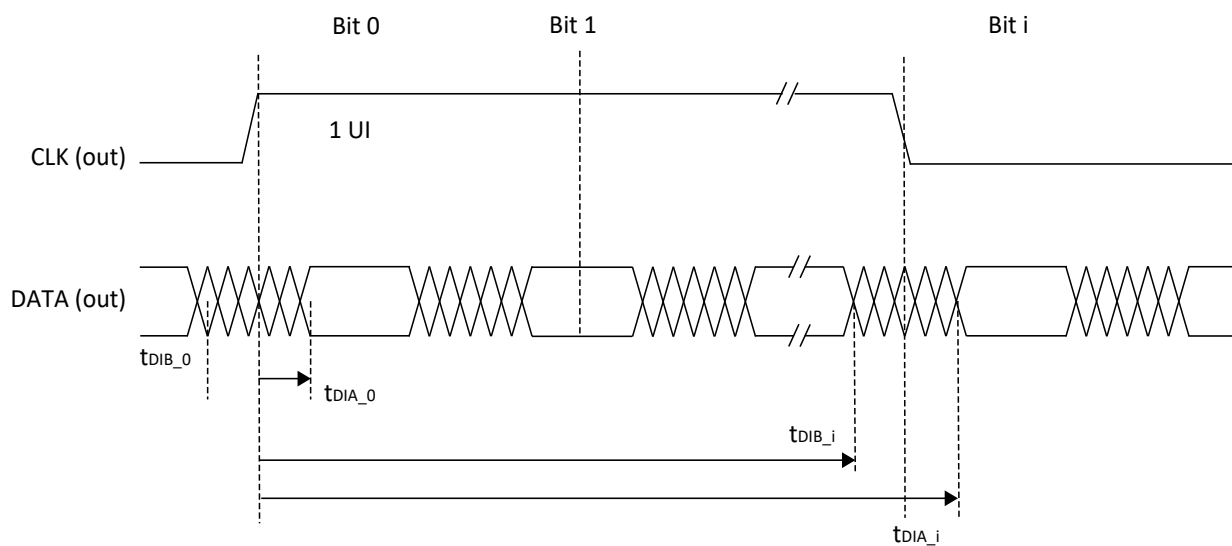 Bit 0 Bit 1 Bit i
1 UI
CLK (out)
DATA (out)
tDIB_0
tDIA_0
tDIB_i
tDIA_i